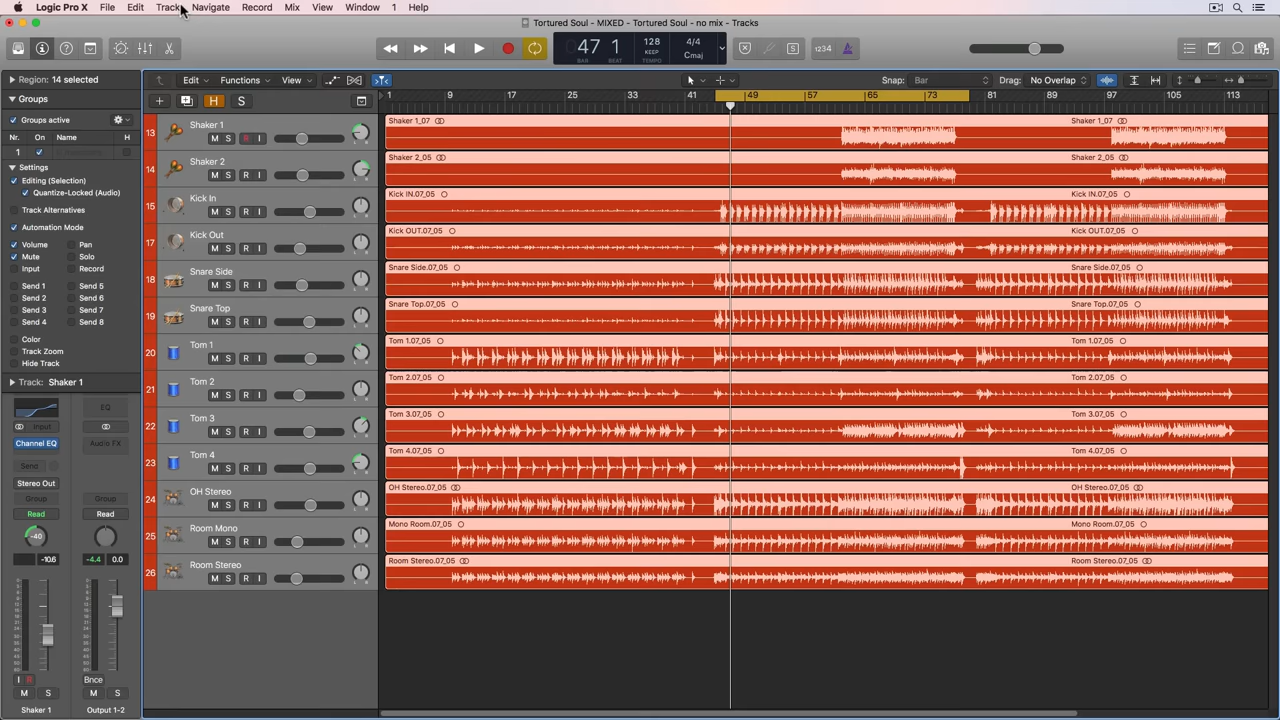 Logic Pro X File Edit Track Navigate Record Mix View Window 1 Help
Tortured Soul - MIXED - Tortured Soul - no mix - Tracks
47 1 128 4/4
KEEP Cmaj
BAR BEAT TEMPO
1234
Region: 14 selected
Edit Functions View Snap: Bar Drag: No Overlap
Groups
H S
1 9 17 25 33 41 49 57 65 73 81 89 97 105 113
Groups active
Nr. On Name H
1
Settings
Editing (Selection)
Quantize-Locked (Audio)
Track Alternatives
Automation Mode
Volume Pan
Mute Solo
Input Record
Send 1 Send 5
Send 2 Send 6
Send 3 Send 7
Send 4 Send 8
Color
Track Zoom
Hide Track
Track: Shaker 1
EQ
Input
Channel EQ Audio FX
Send
Stereo Out
Group Group
Read Read
-40
-10.6 -4.4 0.0
I R Bnce
M S M S
Shaker 1 Output 1-2
13 Shaker 1 M S R I
Shaker 1_07 Shaker 1_07
14 Shaker 2 M S R I
Shaker 2_05 Shaker 2_05
15 Kick In M S R I
Kick IN.07_05 Kick IN.07_05
17 Kick Out M S R I
Kick OUT.07_05 Kick OUT.07_05
18 Snare Side M S R I
Snare Side.07_05 Snare Side.07_05
19 Snare Top M S R I
Snare Top.07_05 Snare Top.07_05
20 Tom 1 M S R I
Tom 1.07_05 Tom 1.07_05
21 Tom 2 M S R I
Tom 2.07_05 Tom 2.07_05
22 Tom 3 M S R I
Tom 3.07_05 Tom 3.07_05
23 Tom 4 M S R I
Tom 4.07_05 Tom 4.07_05
24 OH Stereo M S R I
OH Stereo.07_05 OH Stereo.07_05
25 Room Mono M S R I
Mono Room.07_05 Mono Room.07_05
26 Room Stereo M S R I
Room Stereo.07_05 Room Stereo.07_05